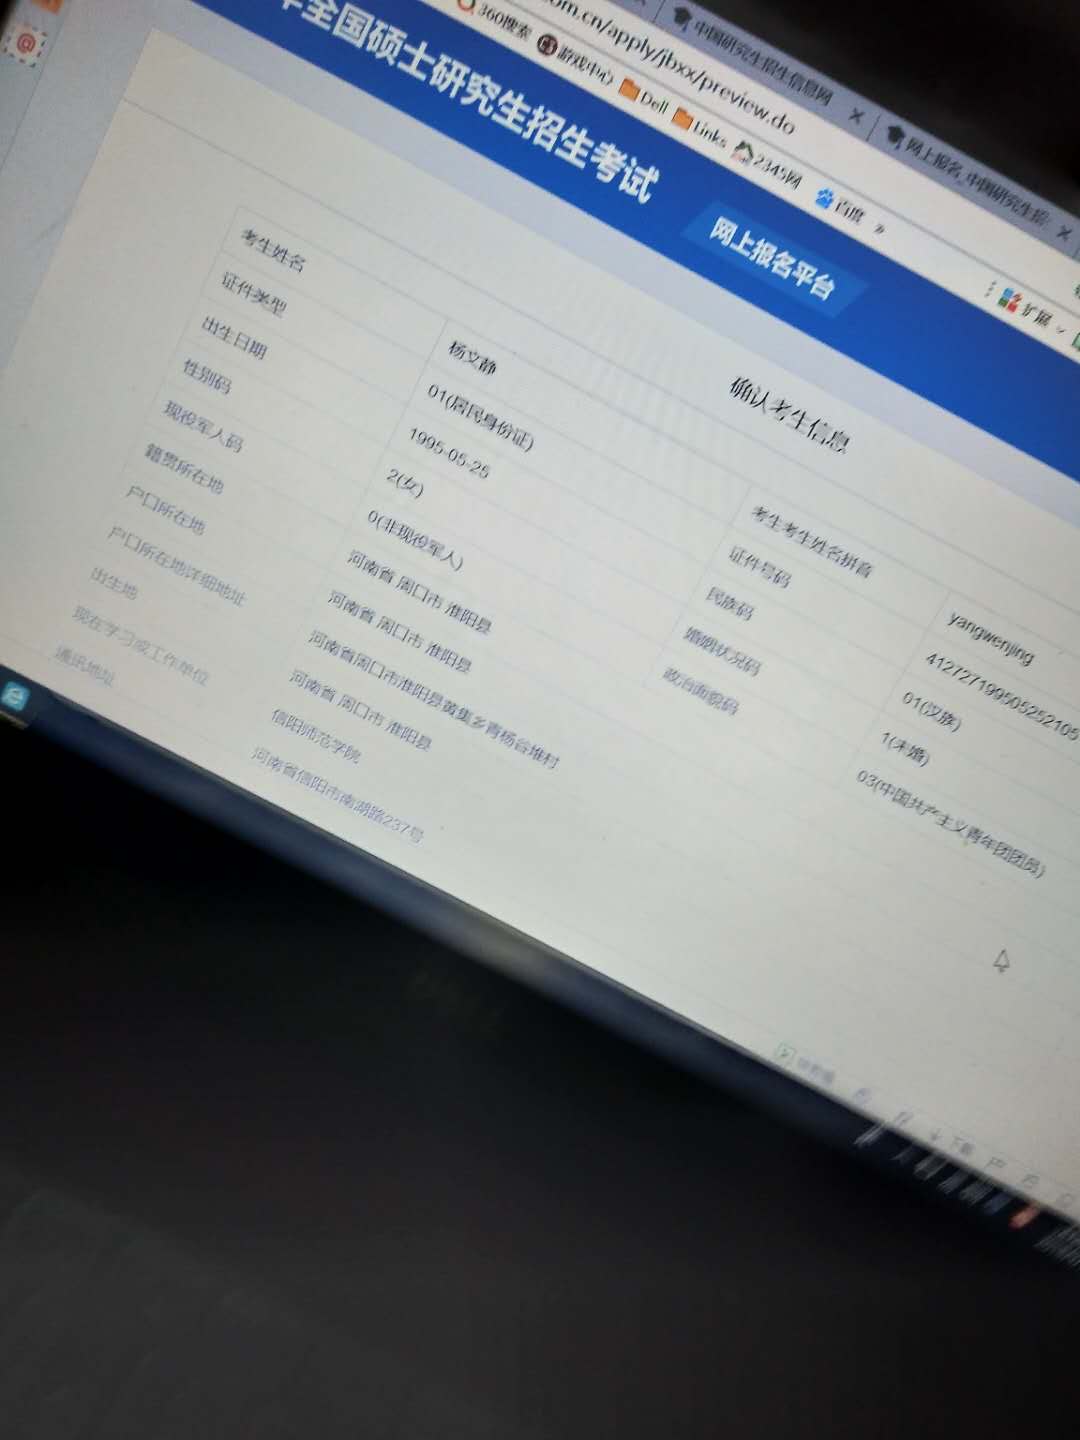 中国研究生招生信息网
网上报名_中国研究生招
om.cn/apply/jbxx/preview.do
360搜索 游戏中心 Dell Links 2345网 百度 »
扩展
全国硕士研究生招生考试
网上报名平台
确认考生信息
考生姓名 杨文静 考生考生姓名拼音 yangwenjing
证件类型 01(居民身份证) 证件号码 412727199505252105
出生日期 1995-05-25 民族码 01(汉族)
性别码 2(女) 婚姻状况码 1(未婚)
现役军人码 0(非现役军人) 政治面貌码 03(中国共产主义青年团团员)
籍贯所在地 河南省 周口市 淮阳县
户口所在地 河南省 周口市 淮阳县
户口所在地详细地址 河南省周口市淮阳县黄集乡青杨谷堆村
出生地 河南省 周口市 淮阳县
现在学习或工作单位 信阳师范学院
通讯地址 河南省信阳市南湖路237号
下载